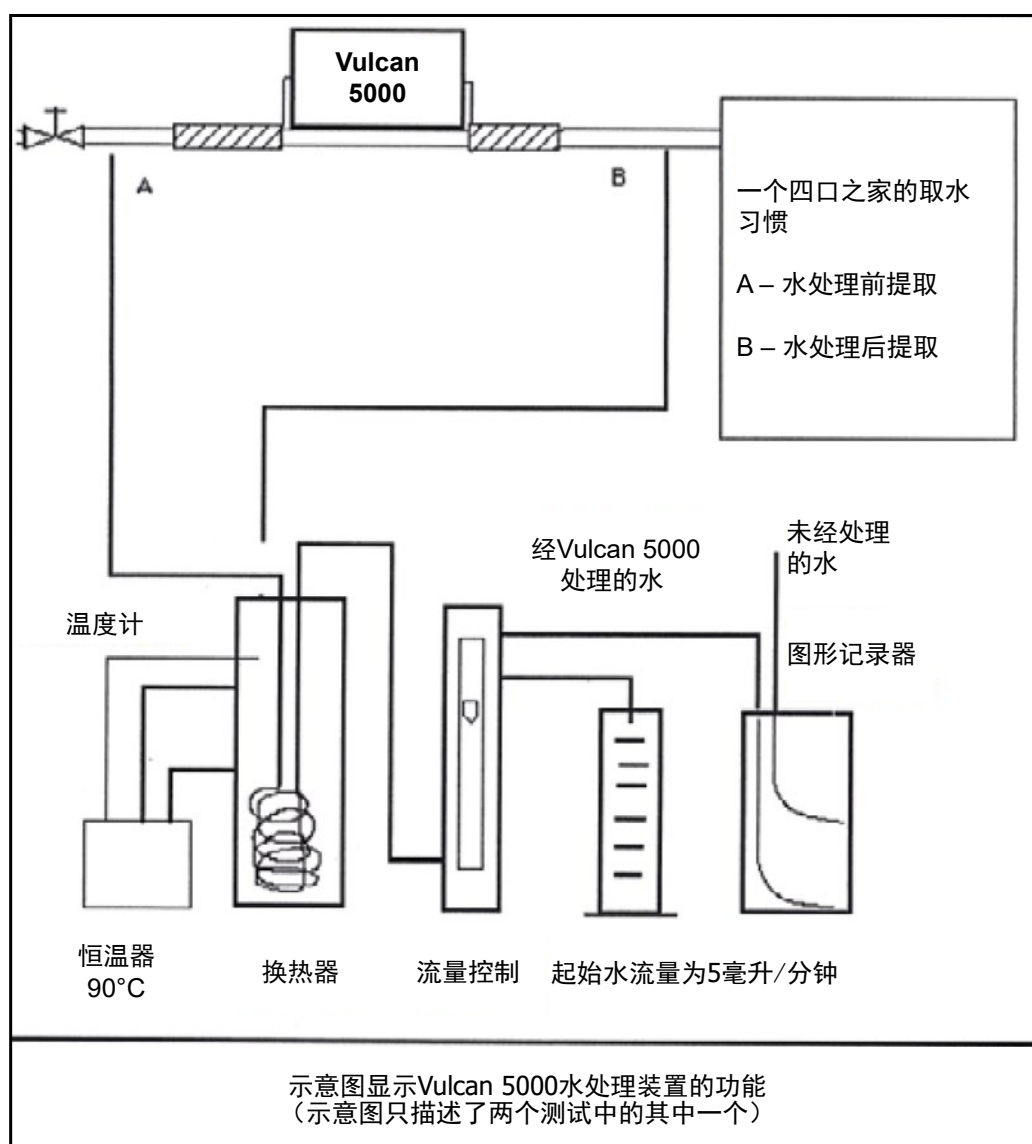 Vulcan
5000
A
B
一个四口之家的取水
习惯
A – 水处理前提取
B – 水处理后提取
经Vulcan 5000
处理的水
未经处理
的水
温度计
图形记录器
恒温器
90°C
换热器
流量控制
起始水流量为5毫升/分钟
示意图显示Vulcan 5000水处理装置的功能
（示意图只描述了两个测试中的其中一个）